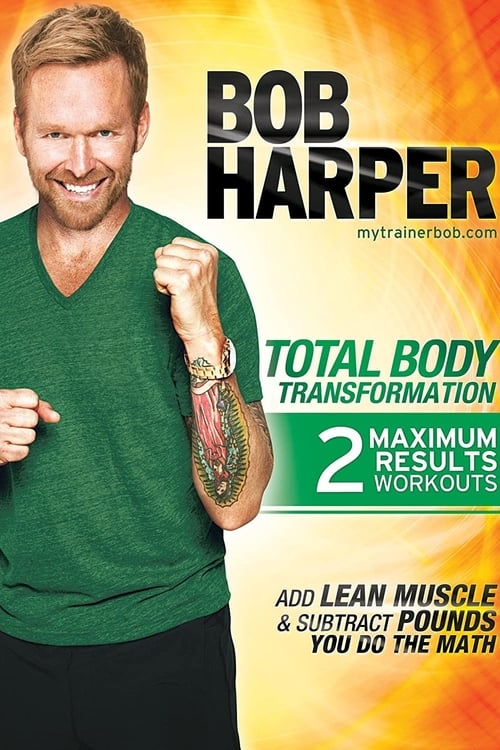 BOB
HARPER
mytrainerbob.com
TOTAL BODY
TRANSFORMATION
2 MAXIMUM
RESULTS
WORKOUTS
ADD LEAN MUSCLE
& SUBTRACT POUNDS
YOU DO THE MATH